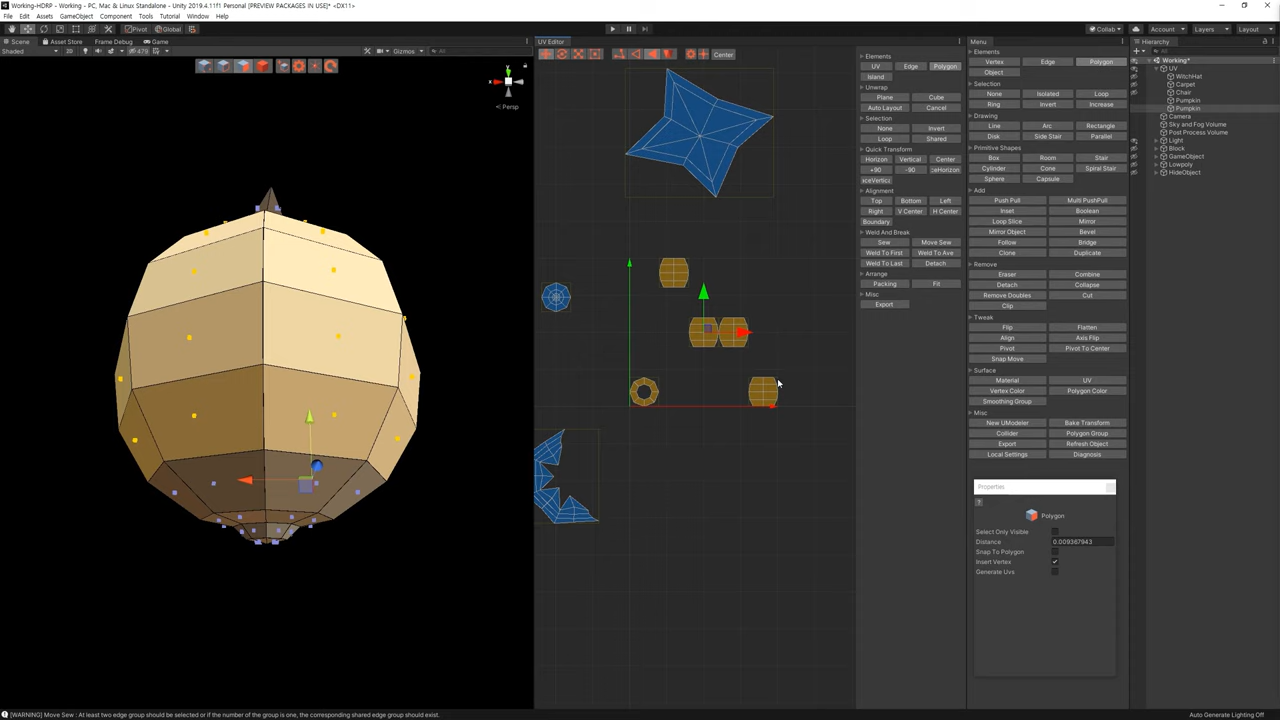 Working-HDRP - Working - PC, Mac & Linux Standalone - Unity 2019.4.11f1 Personal [PREVIEW PACKAGES IN USE]* <DX11>
File Edit Assets GameObject Component Tools Tutorial Window Help
Pivot Global Collab Account Layers Layout
Scene Asset Store Frame Debug Game
Shaded 2D 479 Gizmos All
y
x
< Persp
UV Editor
Center
Elements
UV Edge Polygon
Island
Unwrap
Plane Cube
Auto Layout Cancel
Selection
None Invert
Loop Shared
Quick Transform
Horizon Vertical Center
+90 -90 :eHorizon
aceVertica
Alignment
Top Bottom Left
Right V Center H Center
Boundary
Weld And Break
Sew Move Sew
Weld To First Weld To Ave
Weld To Last Detach
Arrange
Packing Fit
Misc
Export
Menu
Elements
Vertex Edge Polygon
Object
Selection
None Isolated Loop
Ring Invert Increase
Drawing
Line Arc Rectangle
Disk Side Stair Parallel
Primitive Shapes
Box Room Stair
Cylinder Cone Spiral Stair
Sphere Capsule
Add
Push Pull Multi PushPull
Inset Boolean
Loop Slice Mirror
Mirror Object Bevel
Follow Bridge
Clone Duplicate
Remove
Eraser Combine
Detach Collapse
Remove Doubles Cut
Clip
Tweak
Flip Flatten
Align Axis Flip
Pivot Pivot To Center
Snap Move
Surface
Material UV
Vertex Color Polygon Color
Smoothing Group
Misc
New UModeler Bake Transform
Collider Polygon Group
Export Refresh Object
Local Settings Diagnosis
Properties
?
Polygon
Select Only Visible
Distance 0.009367943
Snap To Polygon
Insert Vertex
Generate Uvs
Hierarchy
All
Working*
UV
WitchHat
Carpet
Chair
Pumpkin
Pumpkin
Camera
Sky and Fog Volume
Post Process Volume
Light
Block
GameObject
Lowpoly
HideObject
[WARNING] Move Sew : At least two edge group should be selected or if the number of the group is one, the corresponding shared edge group should exist.
Auto Generate Lighting Off